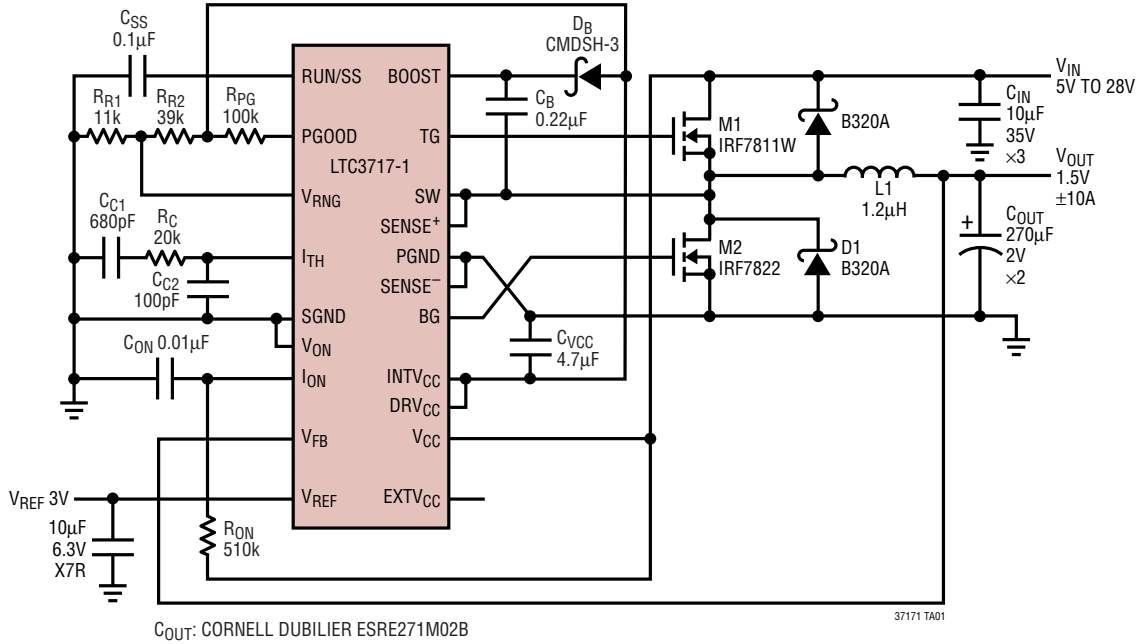 C_SS
0.1µF
D_B
CMDSH-3
RUN/SS
BOOST
V_IN
5V TO 28V
R_R1
11k
R_R2
39k
R_PG
100k
C_B
0.22µF
C_IN
10µF
35V
×3
PGOOD
TG
M1
IRF7811W
B320A
LTC3717-1
V_OUT
1.5V
±10A
V_RNG
SW
L1
1.2µH
C_C1
680pF
R_C
20k
SENSE+
C_OUT
270µF
2V
×2
+
I_TH
PGND
M2
IRF7822
D1
B320A
C_C2
100pF
SENSE–
SGND
BG
C_ON 0.01µF
V_ON
C_VCC
4.7µF
I_ON
INTV_CC
DRV_CC
V_FB
V_CC
V_REF 3V
V_REF
EXTV_CC
10µF
6.3V
X7R
R_ON
510k
37171 TA01
C_OUT: CORNELL DUBILIER ESRE271M02B